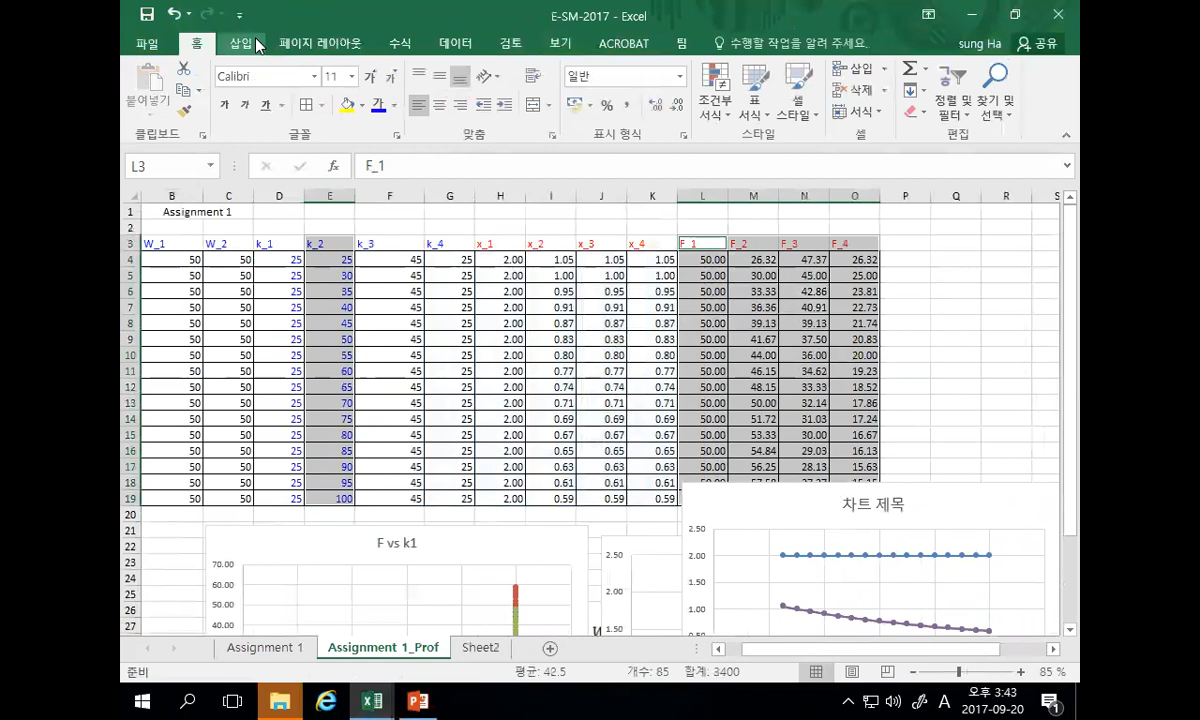 E-SM-2017 - Excel
파일 홈 삽입 페이지 레이아웃 수식 데이터 검토 보기 ACROBAT 팀 수행할 작업을 알려 주세요. sung Ha 공유
붙여넣기 Calibri 11 가 가 일반 조건부 서식 표 서식 셀 스타일 삽입 삭제 서식 정렬 및 필터 찾기 및 선택
가 가 가 가 % ,
클립보드 글꼴 맞춤 표시 형식 스타일 셀 편집
L3 fx F_1
B C D E F G H I J K L M N O P Q R S
1 Assignment 1
2
3 W_1 W_2 k_1 k_2 k_3 k_4 x_1 x_2 x_3 x_4 F_1 F_2 F_3 F_4
4 50 50 25 25 45 25 2.00 1.05 1.05 1.05 50.00 26.32 47.37 26.32
5 50 50 25 30 45 25 2.00 1.00 1.00 1.00 50.00 30.00 45.00 25.00
6 50 50 25 35 45 25 2.00 0.95 0.95 0.95 50.00 33.33 42.86 23.81
7 50 50 25 40 45 25 2.00 0.91 0.91 0.91 50.00 36.36 40.91 22.73
8 50 50 25 45 45 25 2.00 0.87 0.87 0.87 50.00 39.13 39.13 21.74
9 50 50 25 50 45 25 2.00 0.83 0.83 0.83 50.00 41.67 37.50 20.83
10 50 50 25 55 45 25 2.00 0.80 0.80 0.80 50.00 44.00 36.00 20.00
11 50 50 25 60 45 25 2.00 0.77 0.77 0.77 50.00 46.15 34.62 19.23
12 50 50 25 65 45 25 2.00 0.74 0.74 0.74 50.00 48.15 33.33 18.52
13 50 50 25 70 45 25 2.00 0.71 0.71 0.71 50.00 50.00 32.14 17.86
14 50 50 25 75 45 25 2.00 0.69 0.69 0.69 50.00 51.72 31.03 17.24
15 50 50 25 80 45 25 2.00 0.67 0.67 0.67 50.00 53.33 30.00 16.67
16 50 50 25 85 45 25 2.00 0.65 0.65 0.65 50.00 54.84 29.03 16.13
17 50 50 25 90 45 25 2.00 0.63 0.63 0.63 50.00 56.25 28.13 15.63
18 50 50 25 95 45 25 2.00 0.61 0.61 0.61
19 50 50 25 100 45 25 2.00 0.59 0.59 0.59
20
21
22
23
24
25
26
27
F vs k1
70.00
60.00
50.00
40.00
2.50
2.00
1.50
차트 제목
2.50
2.00
1.50
1.00
0.50
Assignment 1 Assignment 1_Prof Sheet2
준비 평균: 42.5 개수: 85 합계: 3400 85 %
A 오후 3:43
2017-09-20
1